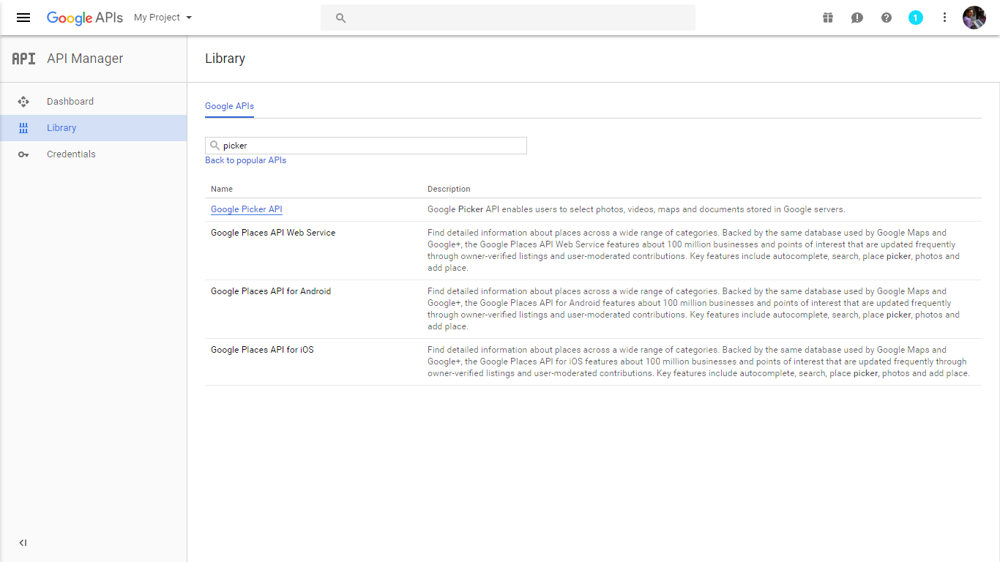 Google APIs My Project 1
API API Manager
Library
Dashboard
Library
Credentials
Google APIs
picker
Back to popular APIs
Name Description
Google Picker API Google Picker API enables users to select photos, videos, maps and documents stored in Google servers.
Google Places API Web Service Find detailed information about places across a wide range of categories. Backed by the same database used by Google Maps and
Google+, the Google Places API Web Service features about 100 million businesses and points of interest that are updated frequently
through owner-verified listings and user-moderated contributions. Key features include autocomplete, search, place picker, photos and
add place.
Google Places API for Android Find detailed information about places across a wide range of categories. Backed by the same database used by Google Maps and
Google+, the Google Places API for Android features about 100 million businesses and points of interest that are updated frequently
through owner-verified listings and user-moderated contributions. Key features include autocomplete, search, place picker, photos and
add place.
Google Places API for iOS Find detailed information about places across a wide range of categories. Backed by the same database used by Google Maps and
Google+, the Google Places API for iOS features about 100 million businesses and points of interest that are updated frequently through
owner-verified listings and user-moderated contributions. Key features include autocomplete, search, place picker, photos and add place.